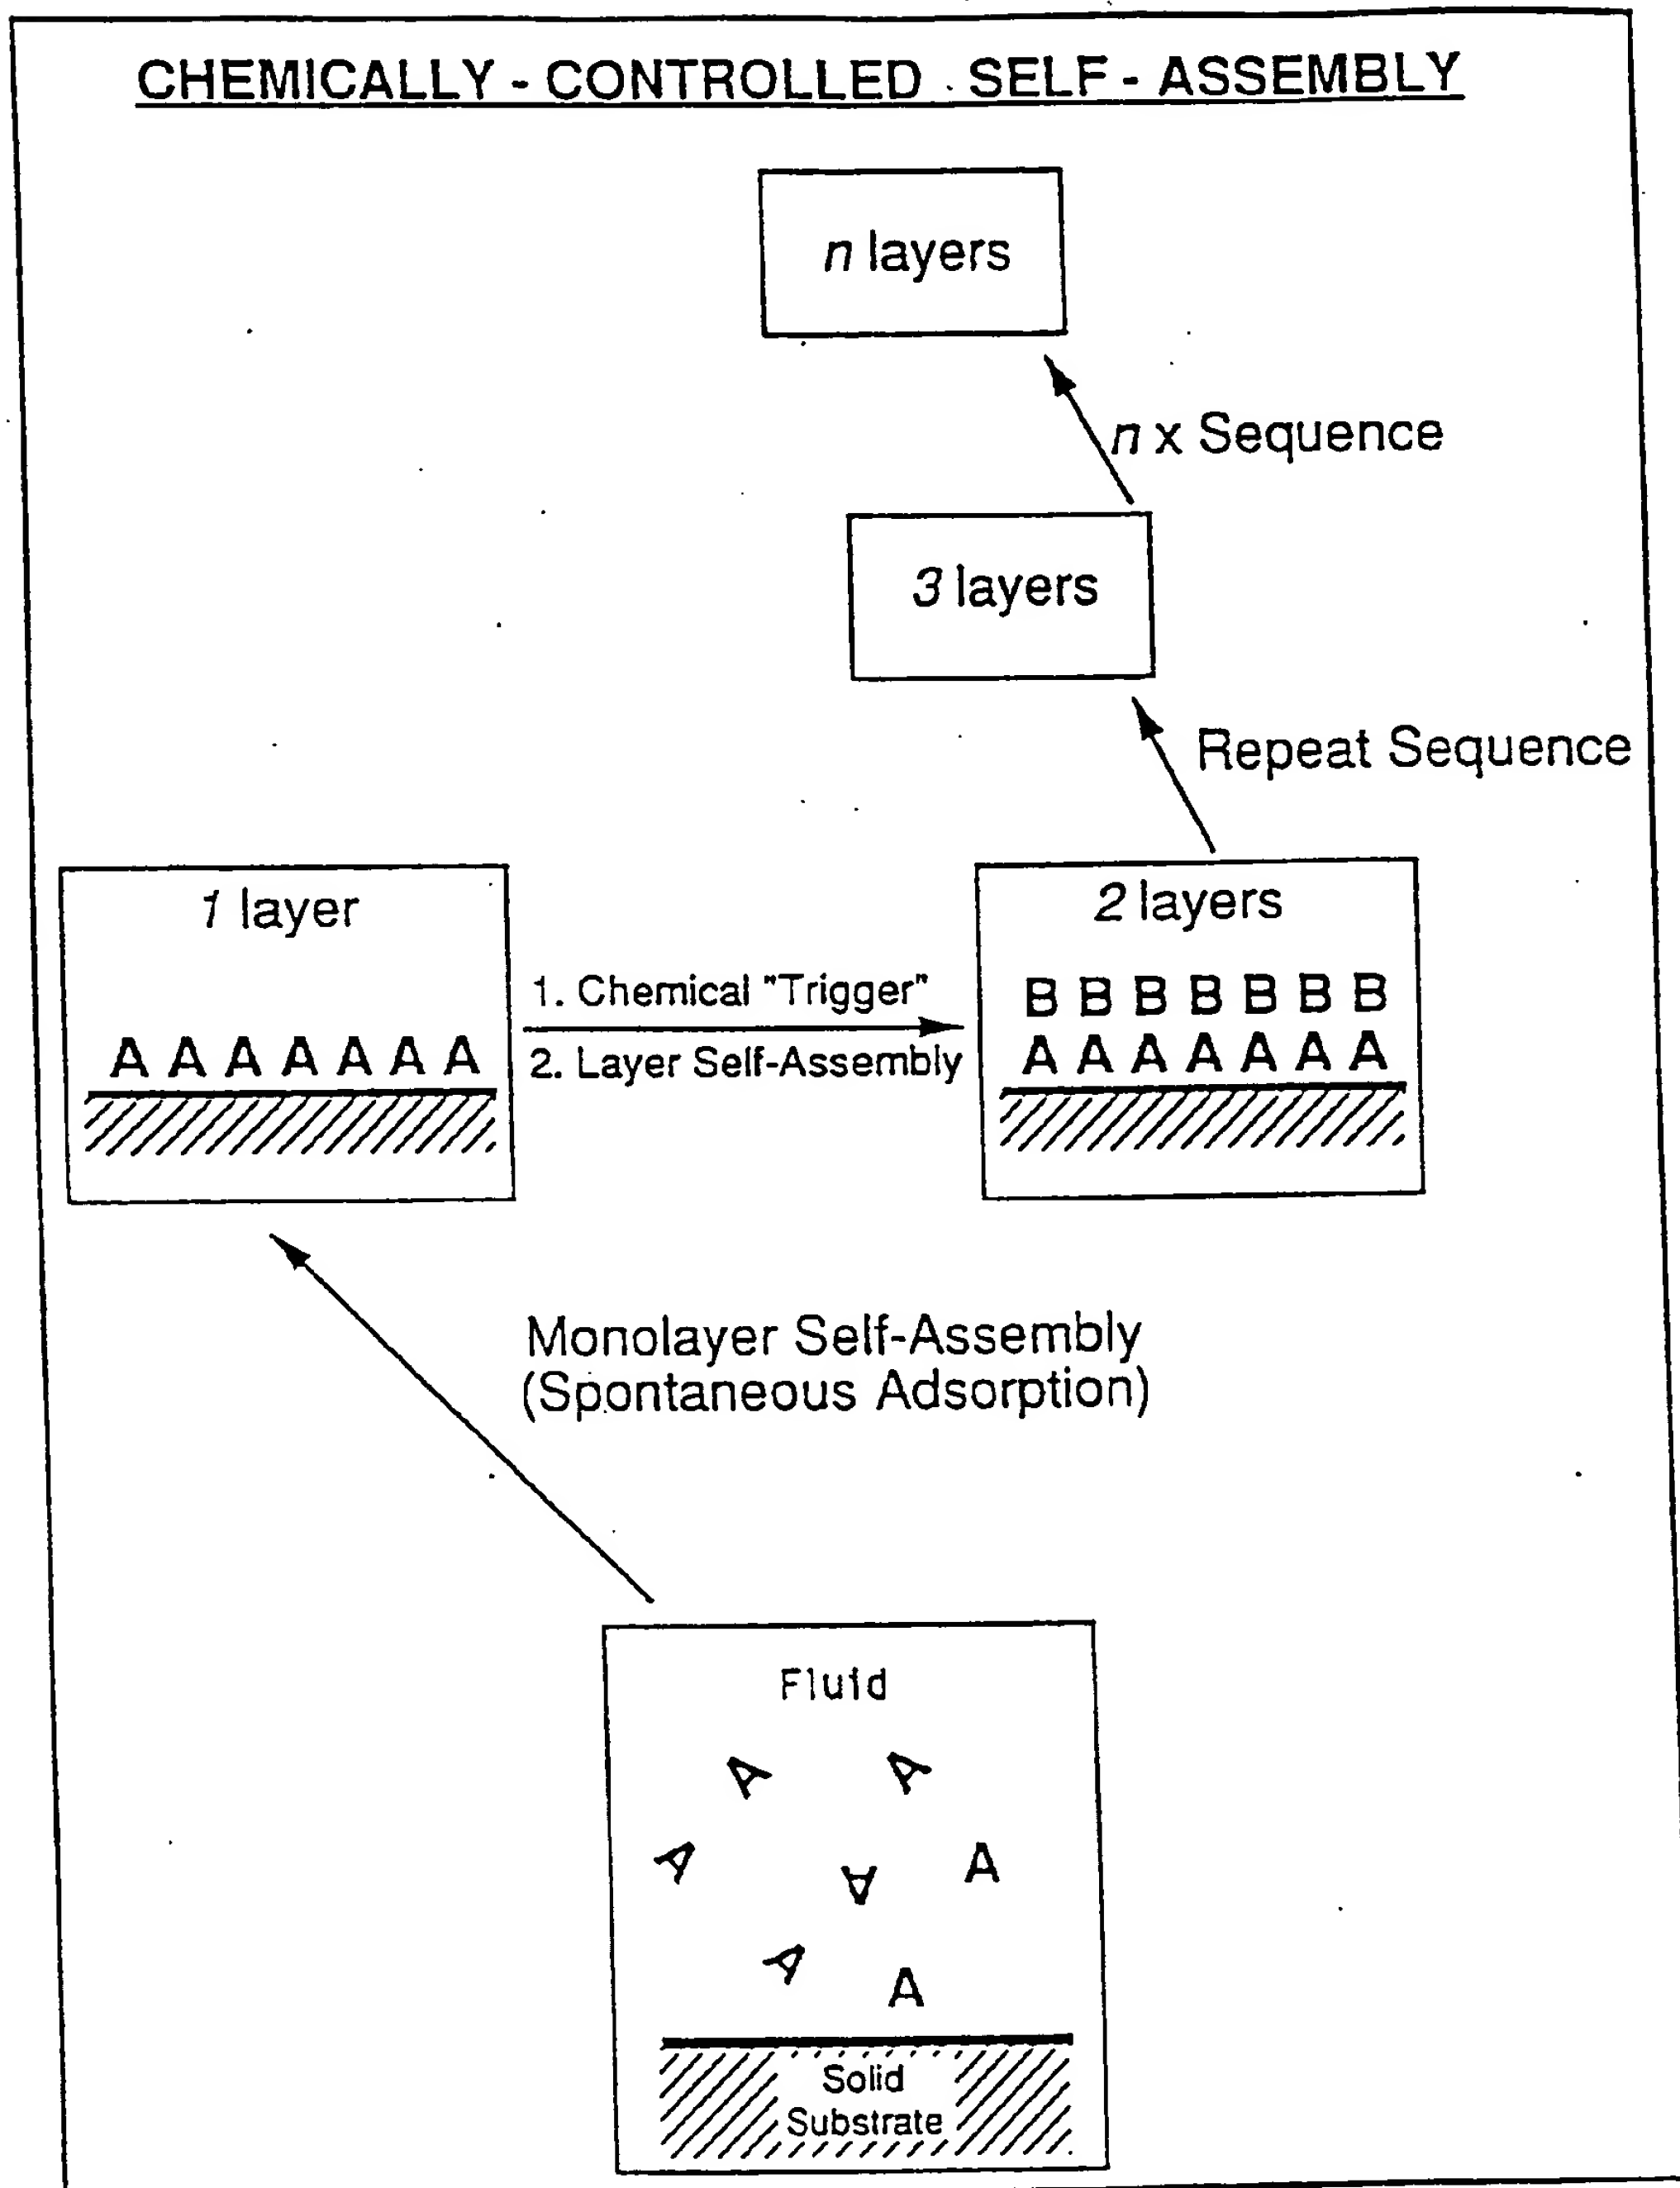 CHEMICALLY - CONTROLLED SELF - ASSEMBLY
n layers
n x Sequence
3 layers
Repeat Sequence
1 layer
A A A A A A A
1. Chemical "Trigger"
2. Layer Self-Assembly
2 layers
B B B B B B B
A A A A A A A
Monolayer Self-Assembly
(Spontaneous Adsorption)
Fluid
A A
A A A
A A
Solid
Substrate